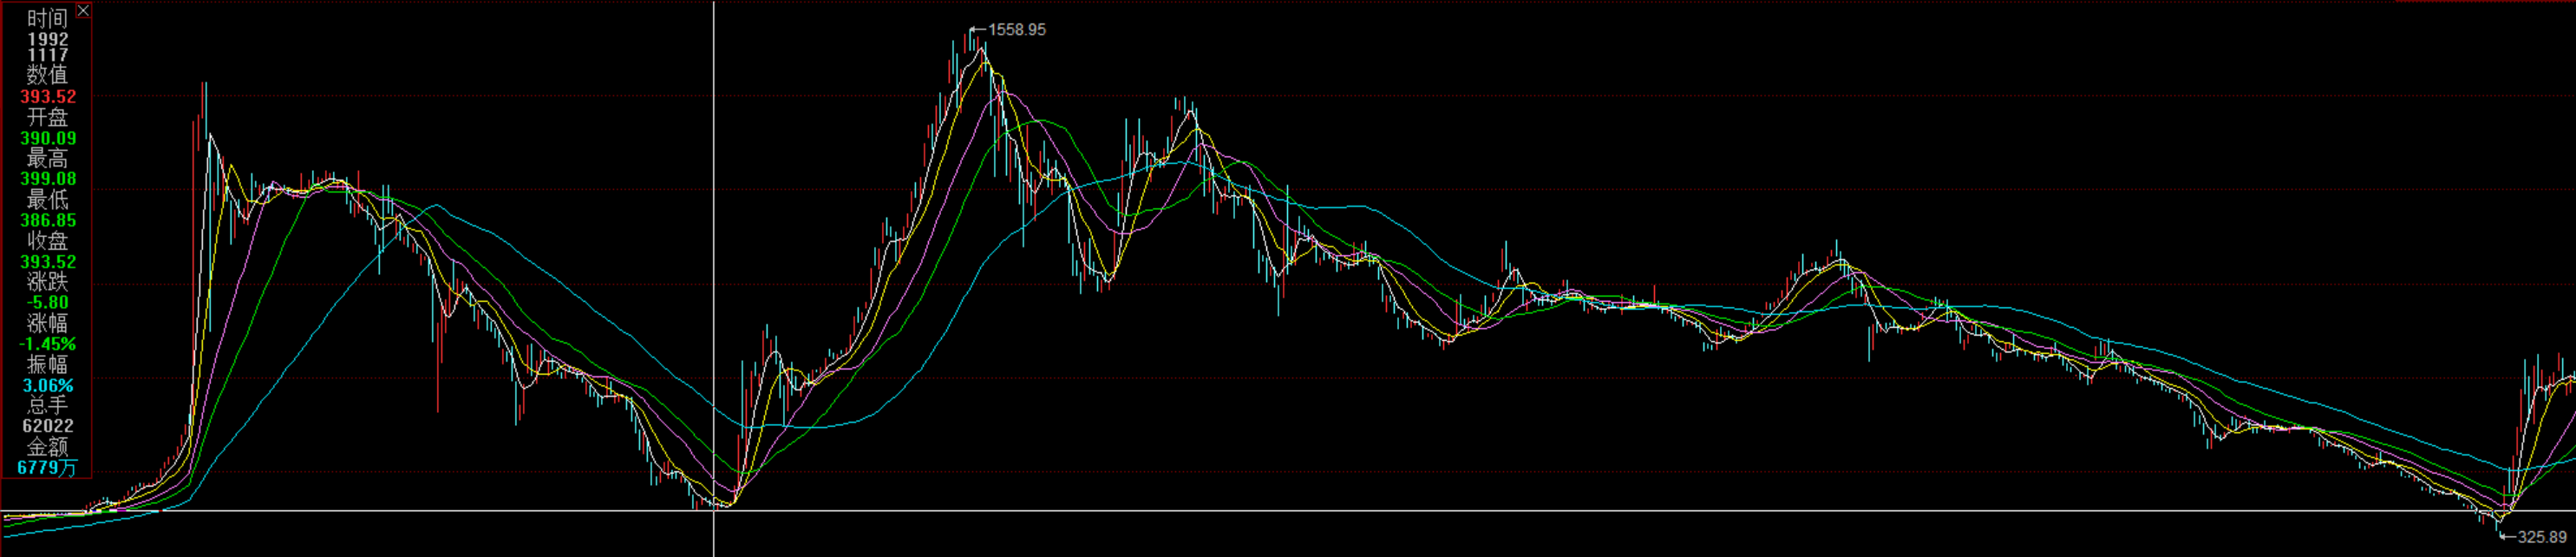 时间
1992
1117
数值
393.52
开盘
390.09
最高
399.08
最低
386.85
收盘
393.52
涨跌
-5.80
涨幅
-1.45%
振幅
3.06%
总手
62022
金额
6779万
1558.95
325.89